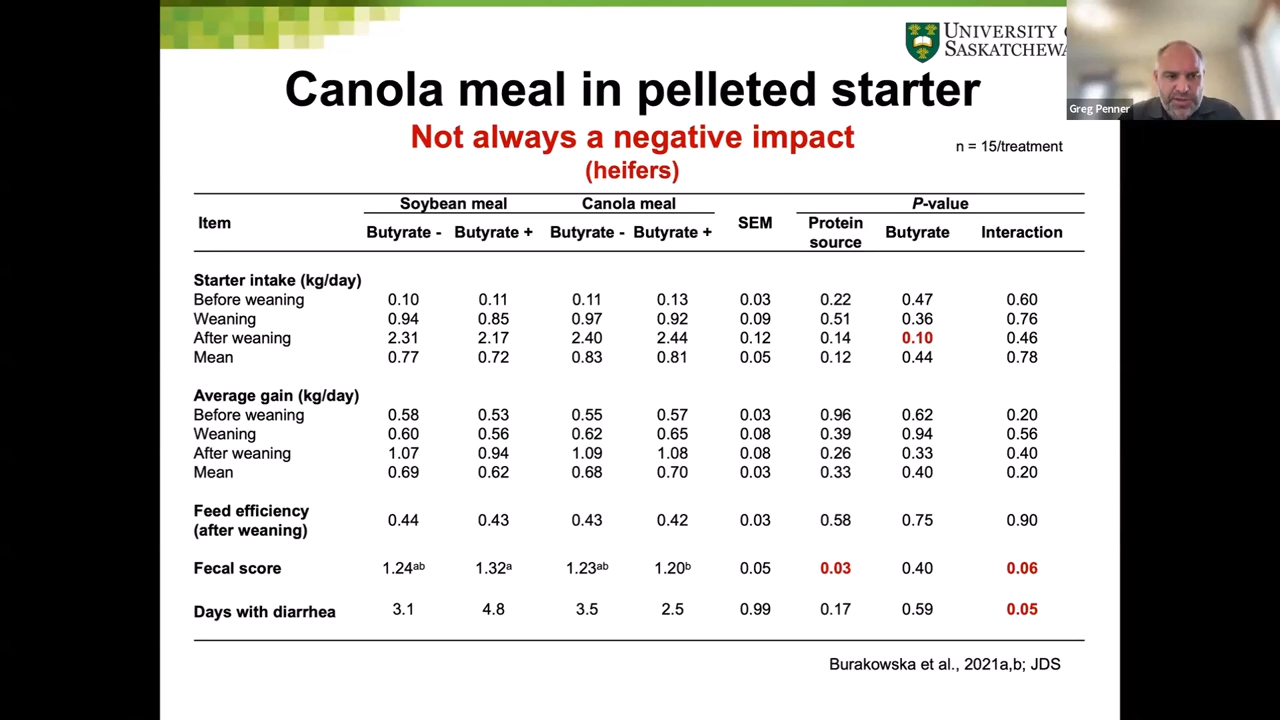 UNIVERSITY O
SASKATCHEWA
Greg Penner
Canola meal in pelleted starter
Not always a negative impact
(heifers)
n = 15/treatment
Item Soybean meal Canola meal SEM P-value
Butyrate - Butyrate + Butyrate - Butyrate + Protein source Butyrate Interaction
Starter intake (kg/day)
Before weaning 0.10 0.11 0.11 0.13 0.03 0.22 0.47 0.60
Weaning 0.94 0.85 0.97 0.92 0.09 0.51 0.36 0.76
After weaning 2.31 2.17 2.40 2.44 0.12 0.14 0.10 0.46
Mean 0.77 0.72 0.83 0.81 0.05 0.12 0.44 0.78
Average gain (kg/day)
Before weaning 0.58 0.53 0.55 0.57 0.03 0.96 0.62 0.20
Weaning 0.60 0.56 0.62 0.65 0.08 0.39 0.94 0.56
After weaning 1.07 0.94 1.09 1.08 0.08 0.26 0.33 0.40
Mean 0.69 0.62 0.68 0.70 0.03 0.33 0.40 0.20
Feed efficiency
(after weaning) 0.44 0.43 0.43 0.42 0.03 0.58 0.75 0.90
Fecal score 1.24ab 1.32a 1.23ab 1.20b 0.05 0.03 0.40 0.06
Days with diarrhea 3.1 4.8 3.5 2.5 0.99 0.17 0.59 0.05
Burakowska et al., 2021a,b; JDS